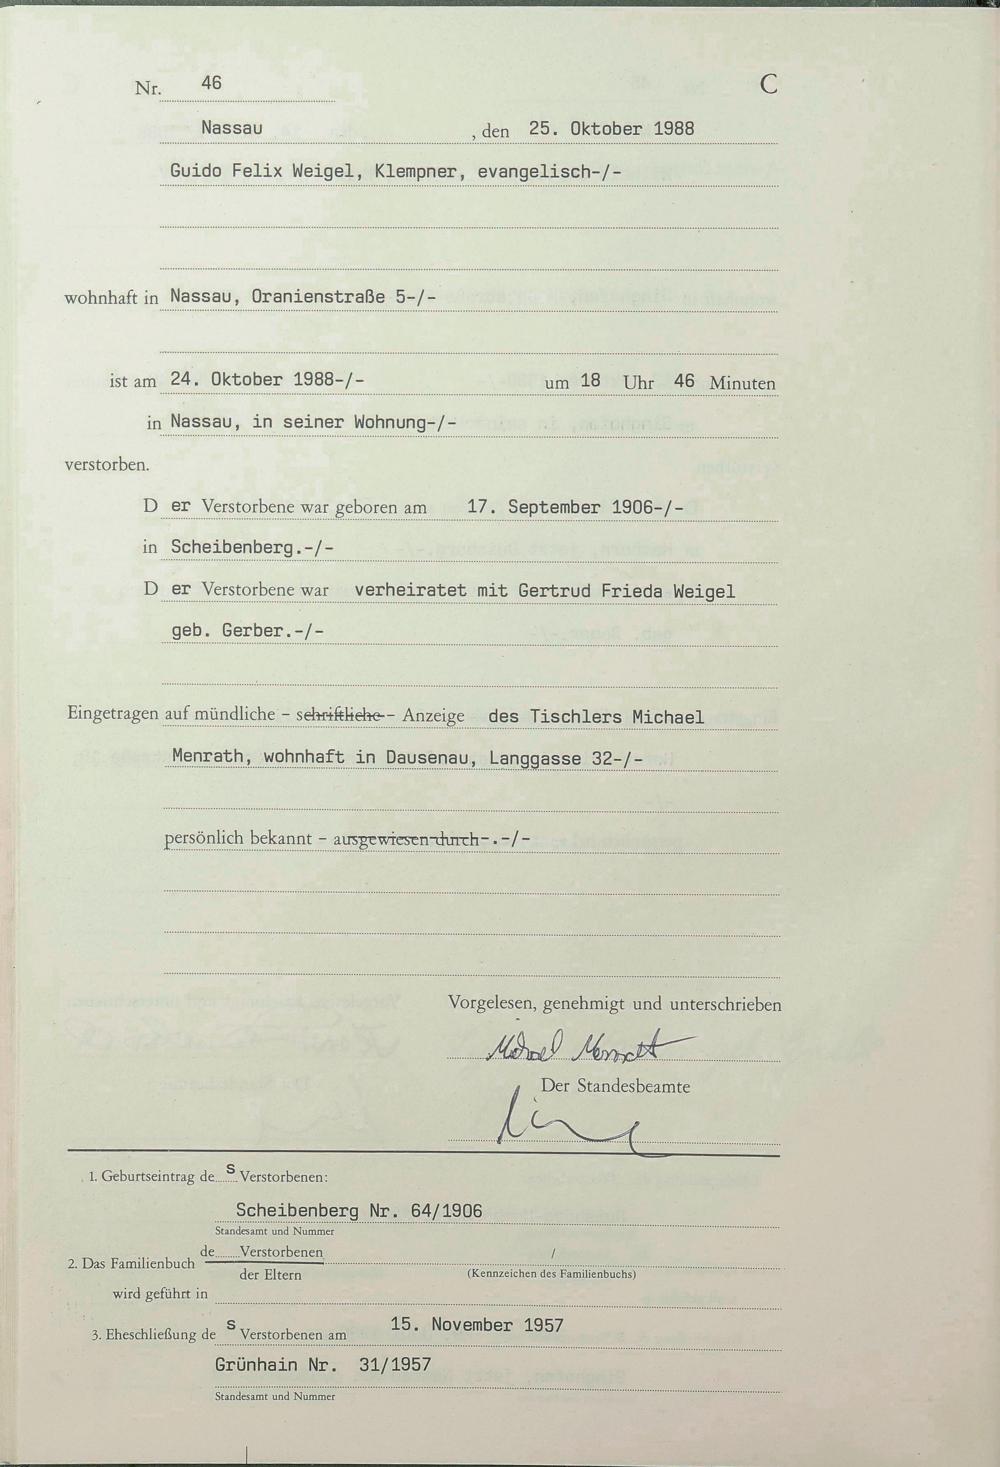 Nr. 46 C
Nassau, den 25. Oktober 1988
Guido Felix Weigel, Klempner, evangelisch-/-
wohnhaft in Nassau, Oranienstraße 5-/-
ist am 24. Oktober 1988-/- um 18 Uhr 46 Minuten
in Nassau, in seiner Wohnung-/-
verstorben.
D er Verstorbene war geboren am 17. September 1906-/-
in Scheibenberg.-/-
D er Verstorbene war verheiratet mit Gertrud Frieda Weigel
geb. Gerber.-/-
Eingetragen auf mündliche - schriftliche - Anzeige des Tischlers Michael
Menrath, wohnhaft in Dausenau, Langgasse 32-/-
persönlich bekannt - ausgewiesen durch-.-/-
Vorgelesen, genehmigt und unterschrieben
Michael Menrath
Der Standesbeamte
1. Geburtseintrag des Verstorbenen:
Scheibenberg Nr. 64/1906
Standesamt und Nummer
2. Das Familienbuch de......Verstorbenen /
der Eltern (Kennzeichen des Familienbuchs)
wird geführt in
3. Eheschließung des Verstorbenen am 15. November 1957
Grünhain Nr. 31/1957
Standesamt und Nummer